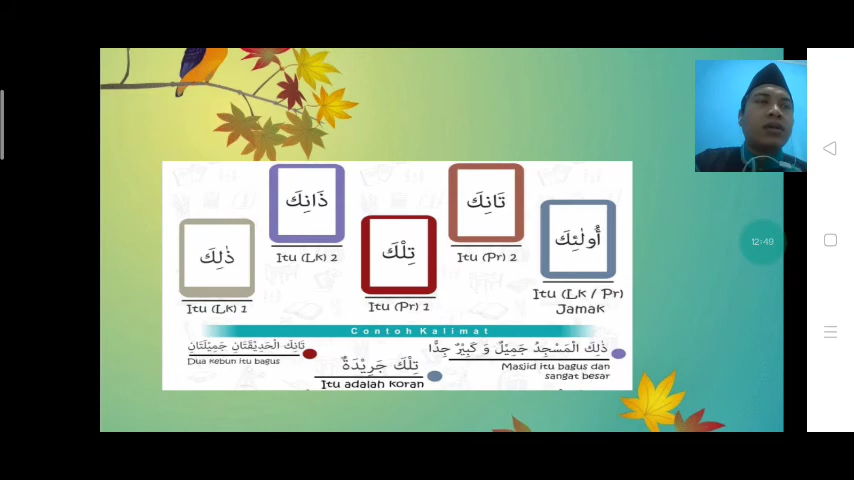 ذَانِكَ
Itu (Lk) 2
تَانِكَ
Itu (Pr) 2
ذٰلِكَ
Itu (Lk) 1
تِلْكَ
Itu (Pr) 1
أُولٰئِكَ
Itu (Lk / Pr)
Jamak
Contoh Kalimat
ذٰلِكَ الْمَسْجِدُ جَمِيْلٌ وَ كَبِيْرٌ جِدًّا
Masjid itu bagus dan
sangat besar
تِلْكَ جَرِيْدَةٌ
Itu adalah koran
تَانِكَ الْحَدِيْقَتَانِ جَمِيْلَتَانِ
Dua kebun itu bagus
12:49